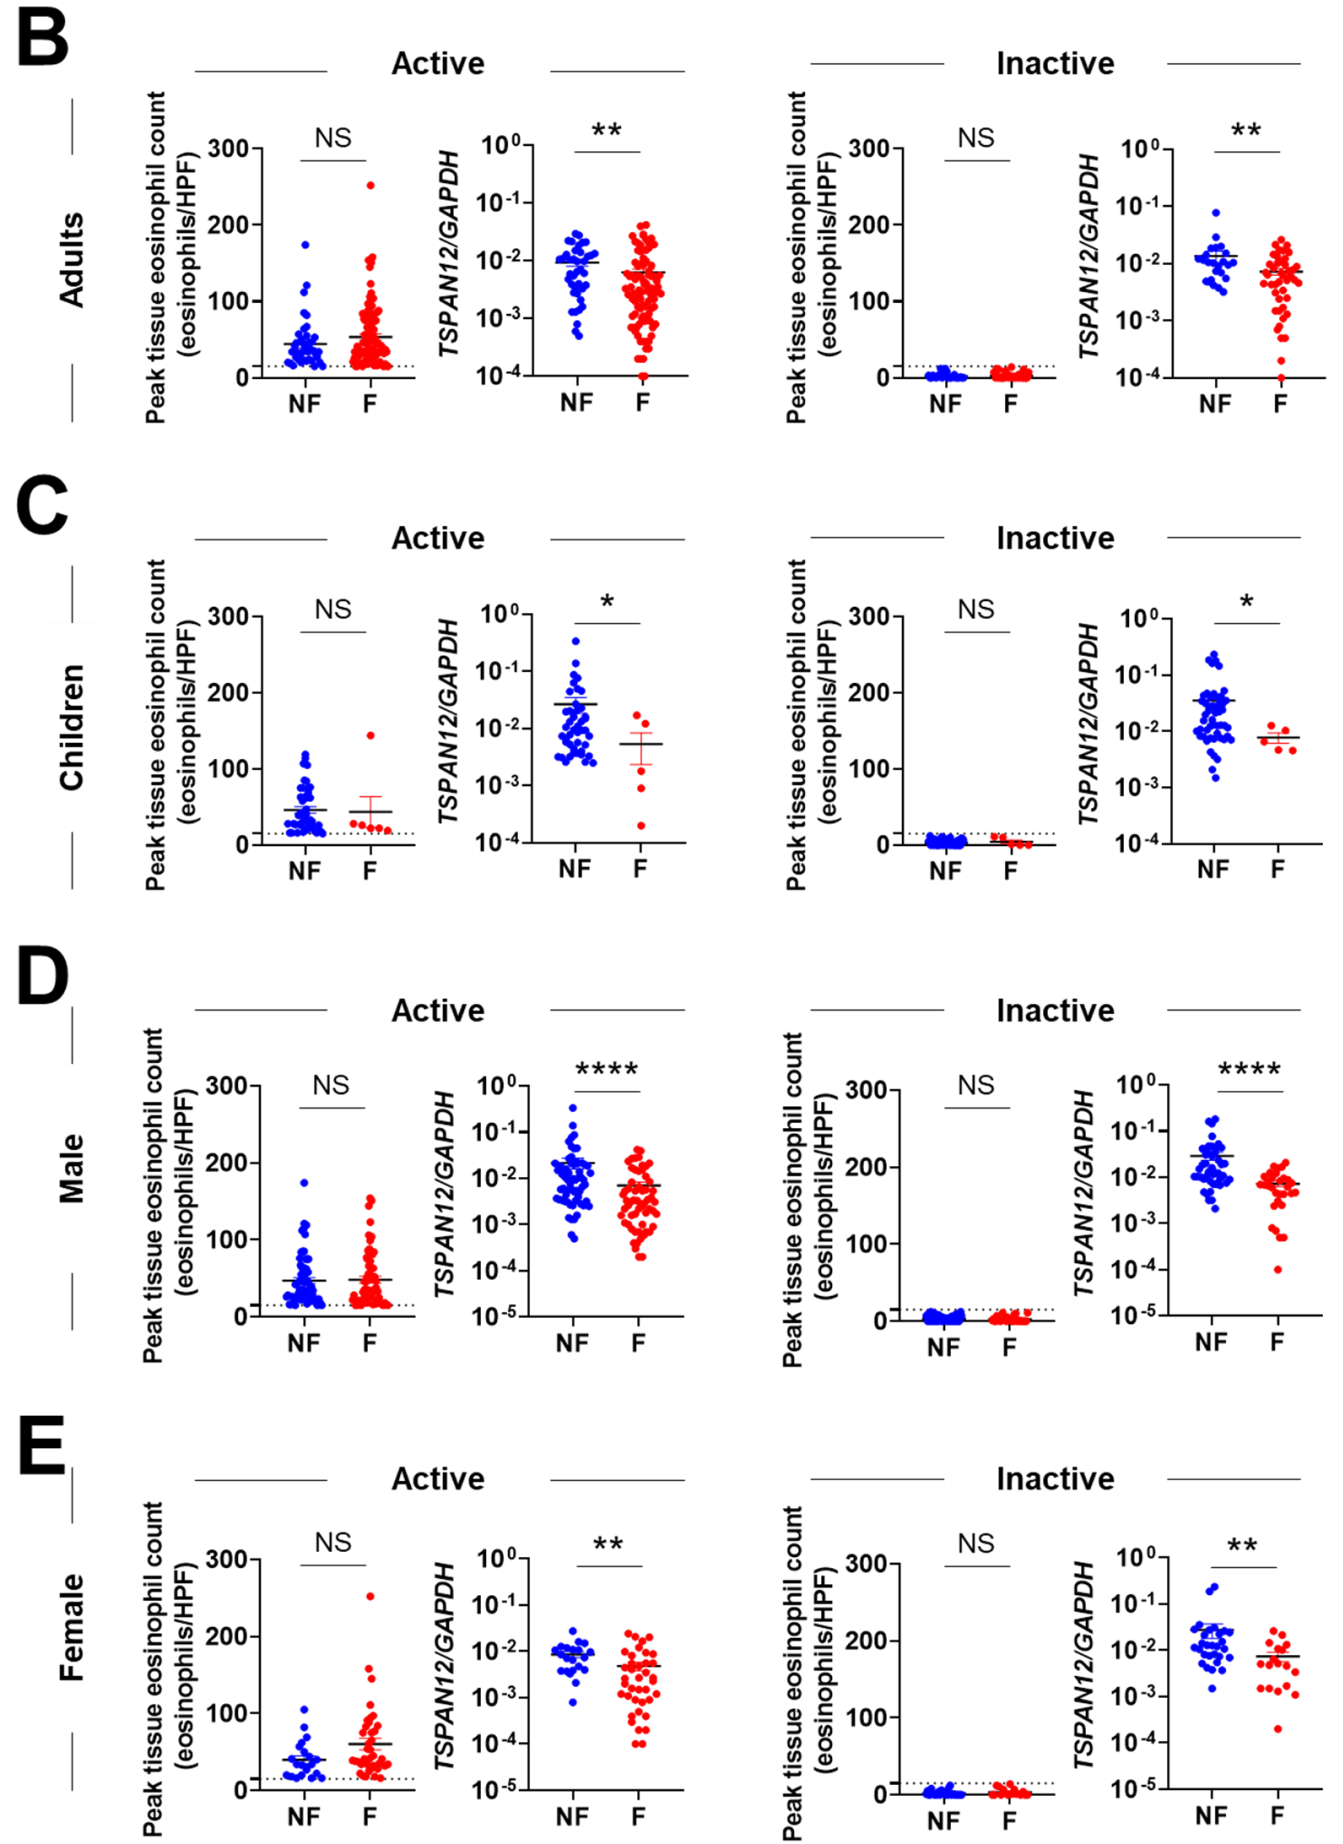 B
Adults
Active
Inactive
Peak tissue eosinophil count
(eosinophils/HPF)
300
200
100
0
NS
NF F
TSPAN12/GAPDH
10^0
10^-1
10^-2
10^-3
10^-4
**
NF F
Peak tissue eosinophil count
(eosinophils/HPF)
300
200
100
0
NS
NF F
TSPAN12/GAPDH
10^0
10^-1
10^-2
10^-3
10^-4
**
NF F
C
Children
Active
Inactive
Peak tissue eosinophil count
(eosinophils/HPF)
300
200
100
0
NS
NF F
TSPAN12/GAPDH
10^0
10^-1
10^-2
10^-3
10^-4
*
NF F
Peak tissue eosinophil count
(eosinophils/HPF)
300
200
100
0
NS
NF F
TSPAN12/GAPDH
10^0
10^-1
10^-2
10^-3
10^-4
*
NF F
D
Male
Active
Inactive
Peak tissue eosinophil count
(eosinophils/HPF)
300
200
100
0
NS
NF F
TSPAN12/GAPDH
10^0
10^-1
10^-2
10^-3
10^-4
10^-5
****
NF F
Peak tissue eosinophil count
(eosinophils/HPF)
300
200
100
0
NS
NF F
TSPAN12/GAPDH
10^0
10^-1
10^-2
10^-3
10^-4
10^-5
****
NF F
E
Female
Active
Inactive
Peak tissue eosinophil count
(eosinophils/HPF)
300
200
100
0
NS
NF F
TSPAN12/GAPDH
10^0
10^-1
10^-2
10^-3
10^-4
10^-5
**
NF F
Peak tissue eosinophil count
(eosinophils/HPF)
300
200
100
0
NS
NF F
TSPAN12/GAPDH
10^0
10^-1
10^-2
10^-3
10^-4
10^-5
**
NF F